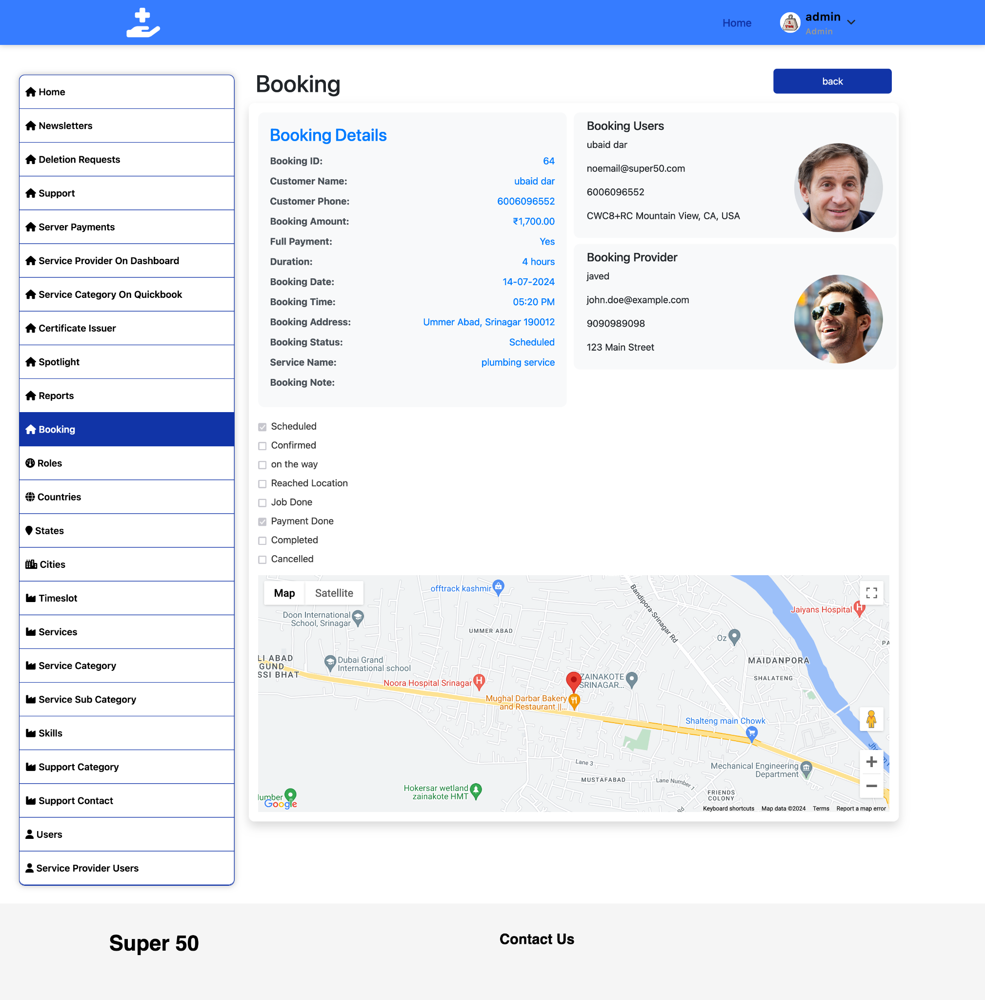 Home
admin
Admin
Home
Newsletters
Deletion Requests
Support
Server Payments
Service Provider On Dashboard
Service Category On Quickbook
Certificate Issuer
Spotlight
Reports
Booking
Roles
Countries
States
Cities
Timeslot
Services
Service Category
Service Sub Category
Skills
Support Category
Support Contact
Users
Service Provider Users
Booking
back
Booking Details
Booking ID: 64
Customer Name: ubaid dar
Customer Phone: 6006096552
Booking Amount: ₹1,700.00
Full Payment: Yes
Duration: 4 hours
Booking Date: 14-07-2024
Booking Time: 05:20 PM
Booking Address: Ummer Abad, Srinagar 190012
Booking Status: Scheduled
Service Name: plumbing service
Booking Note:
Booking Users
ubaid dar
noemail@super50.com
6006096552
CWC8+RC Mountain View, CA, USA
Booking Provider
javed
john.doe@example.com
9090989098
123 Main Street
Scheduled
Confirmed
on the way
Reached Location
Job Done
Payment Done
Completed
Cancelled
Map
Satellite
offtrack kashmir
Bandipora-Srinagar Rd
Jaiyans Hospital
Doon International
School, Srinagar
UMMER ABAD
Oz
PA
LI ABAD
GUND
SSI BHAT
Dubai Grand
International school
MAIDANPORA
SHALATENG
Noora Hospital Srinagar
ZAINAKOTE
SRINAGAR...
Mughal Darbar Bakery
and Restaurant ||...
Shalteng main Chowk
Lane 3
Mechanical Engineering
Department
MUSTAFABAD
Lane Number 1
Hokersar wetland
zainakote HMT
FRIENDS
COLONY
lumber
Google
Rd
Keyboard shortcuts
Map data ©2024
Terms
Report a map error
Super 50
Contact Us